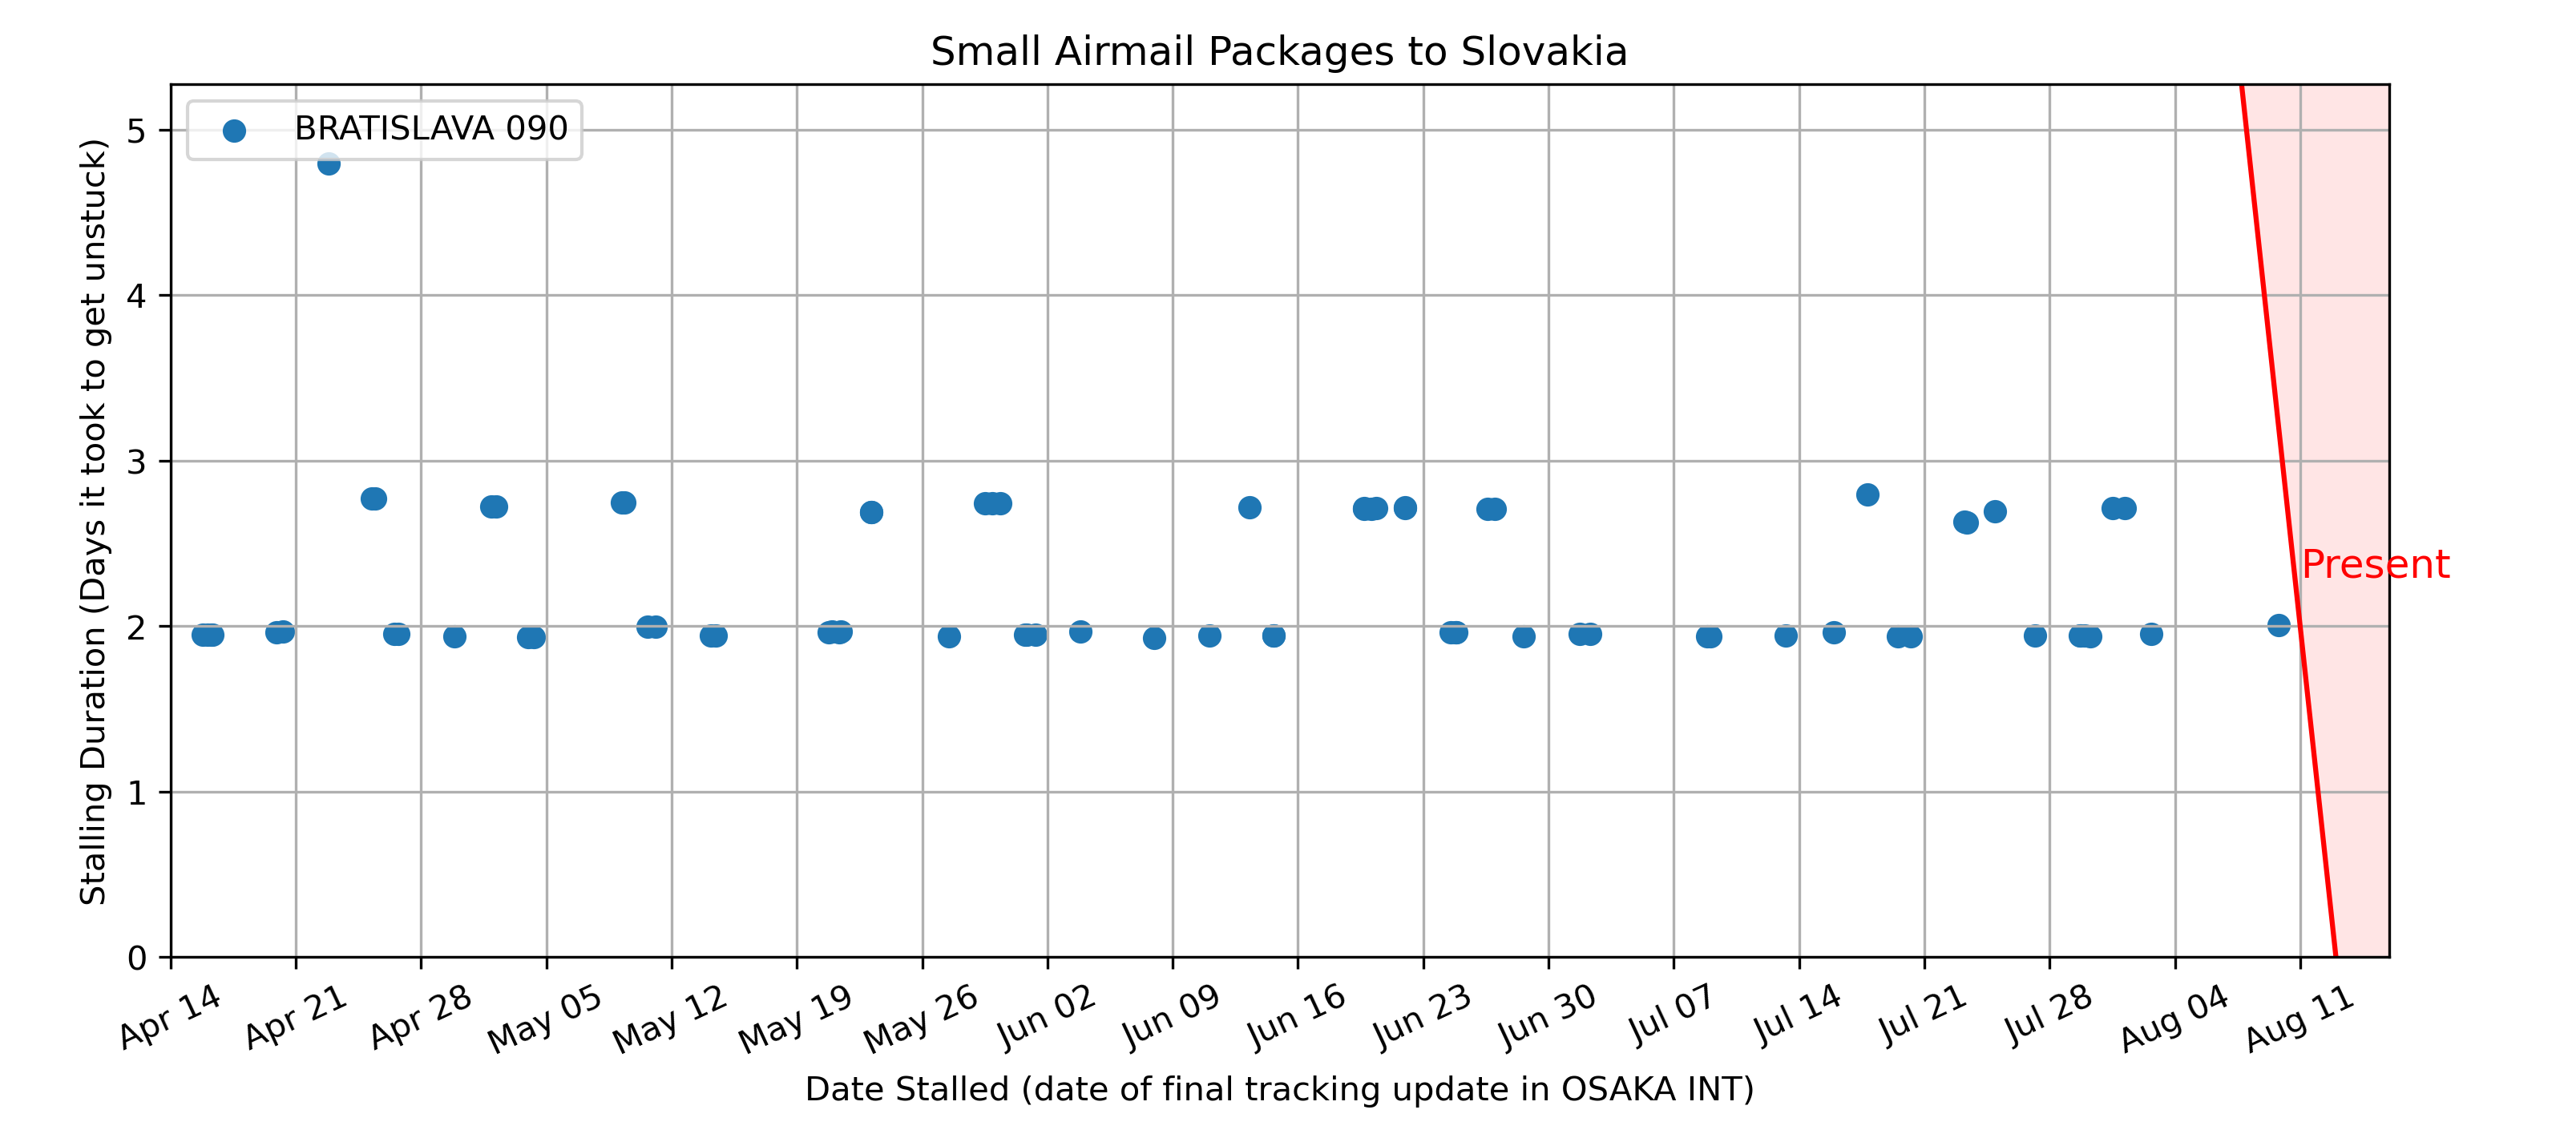 Small Airmail Packages to Slovakia
BRATISLAVA 090
Stalling Duration (Days it took to get unstuck)
5
4
3
2
1
0
Present
Apr 14
Apr 21
Apr 28
May 05
May 12
May 19
May 26
Jun 02
Jun 09
Jun 16
Jun 23
Jun 30
Jul 07
Jul 14
Jul 21
Jul 28
Aug 04
Aug 11
Date Stalled (date of final tracking update in OSAKA INT)